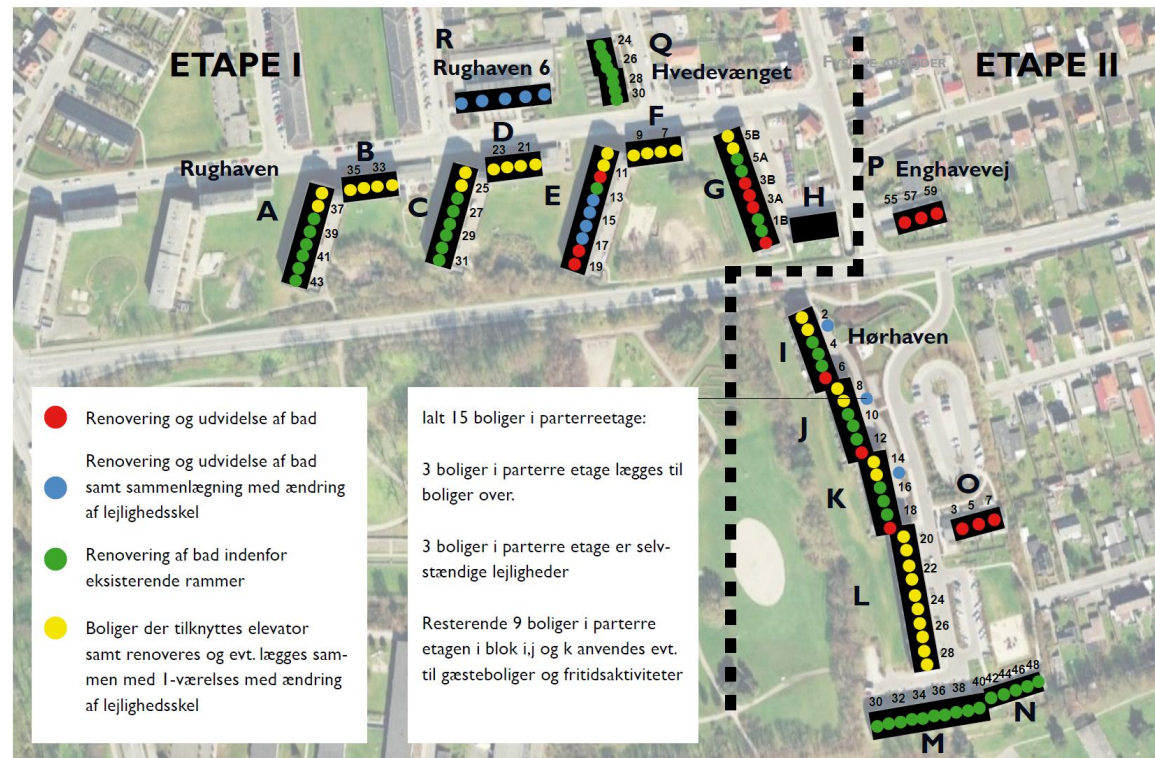 ETAPE I
R
Rughaven 6
Q
Hvedevænget
24
26
28
30
FYSISKE ARBEJDER
ETAPE II
Rughaven
B
35 33
A
37
39
41
43
D
23 21
C
25
27
29
31
F
9 7
E
11
13
15
17
19
G
5B
5A
3B
3A
1B
H
P
Enghavevej
55 57 59
Hørhaven
I
2
4
6
J
8
10
12
K
14
16
18
O
3 5 7
L
20
22
24
26
28
30 32 34 36 38 40 42 44 46 48
M
N
Renovering og udvidelse af bad
Renovering og udvidelse af bad
samt sammenlægning med ændring
af lejlighedsskel
Renovering af bad indenfor
eksisterende rammer
Boliger der tilknyttes elevator
samt renoveres og evt. lægges sam-
men med 1-værelses med ændring
af lejlighedsskel
Ialt 15 boliger i parterreetage:
3 boliger i parterre etage lægges til
boliger over.
3 boliger i parterre etage er selv-
stændige lejligheder
Resterende 9 boliger i parterre
etagen i blok i,j og k anvendes evt.
til gæsteboliger og fritidsaktiviteter